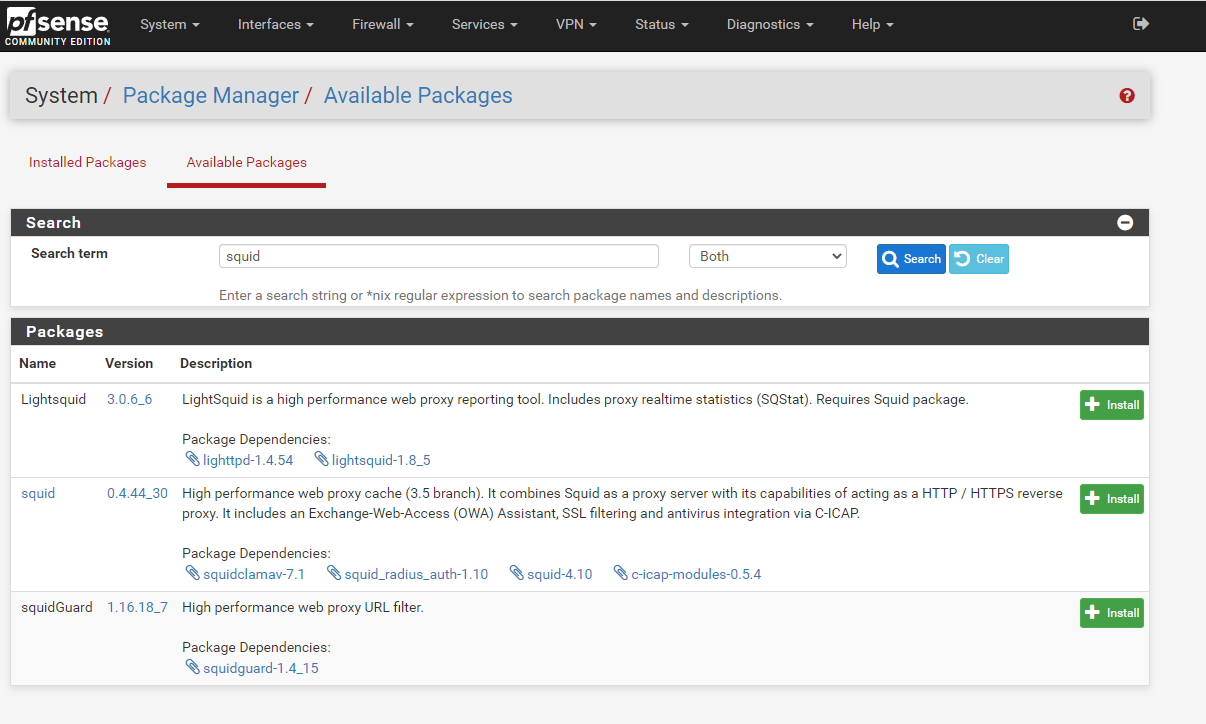 pfsense
COMMUNITY EDITION
System Interfaces Firewall Services VPN Status Diagnostics Help
System / Package Manager / Available Packages
Installed Packages Available Packages
Search
Search term squid Both Search Clear
Enter a search string or *nix regular expression to search package names and descriptions.
Packages
Name Version Description
Lightsquid 3.0.6_6 LightSquid is a high performance web proxy reporting tool. Includes proxy realtime statistics (SQStat). Requires Squid package. Install
Package Dependencies:
lighttpd-1.4.54 lightsquid-1.8_5
squid 0.4.44_30 High performance web proxy cache (3.5 branch). It combines Squid as a proxy server with its capabilities of acting as a HTTP / HTTPS reverse Install
proxy. It includes an Exchange-Web-Access (OWA) Assistant, SSL filtering and antivirus integration via C-ICAP.
Package Dependencies:
squidclamav-7.1 squid_radius_auth-1.10 squid-4.10 c-icap-modules-0.5.4
squidGuard 1.16.18_7 High performance web proxy URL filter. Install
Package Dependencies:
squidguard-1.4_15